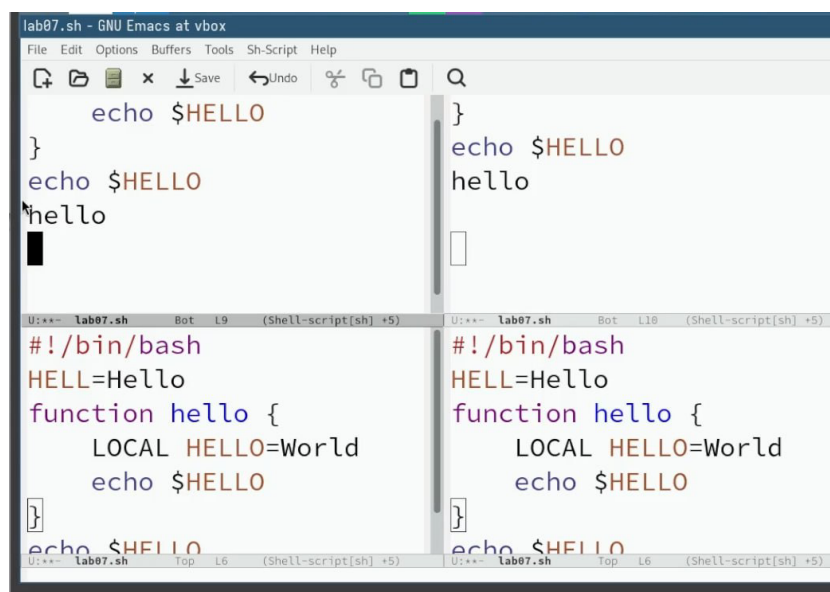 lab07.sh - GNU Emacs at vbox
File Edit Options Buffers Tools Sh-Script Help
Save Undo
echo $HELLO
}
echo $HELLO
hello
U:**- lab07.sh Bot L9 (Shell-script[sh] +5)
}
echo $HELLO
hello
U:**- lab07.sh Bot L10 (Shell-script[sh] +5)
#!/bin/bash
HELL=Hello
function hello {
LOCAL HELLO=World
echo $HELLO
}
echo $HELLO
U:**- lab07.sh Top L6 (Shell-script[sh] +5)
#!/bin/bash
HELL=Hello
function hello {
LOCAL HELLO=World
echo $HELLO
}
echo $HELLO
U:**- lab07.sh Top L6 (Shell-script[sh] +5)